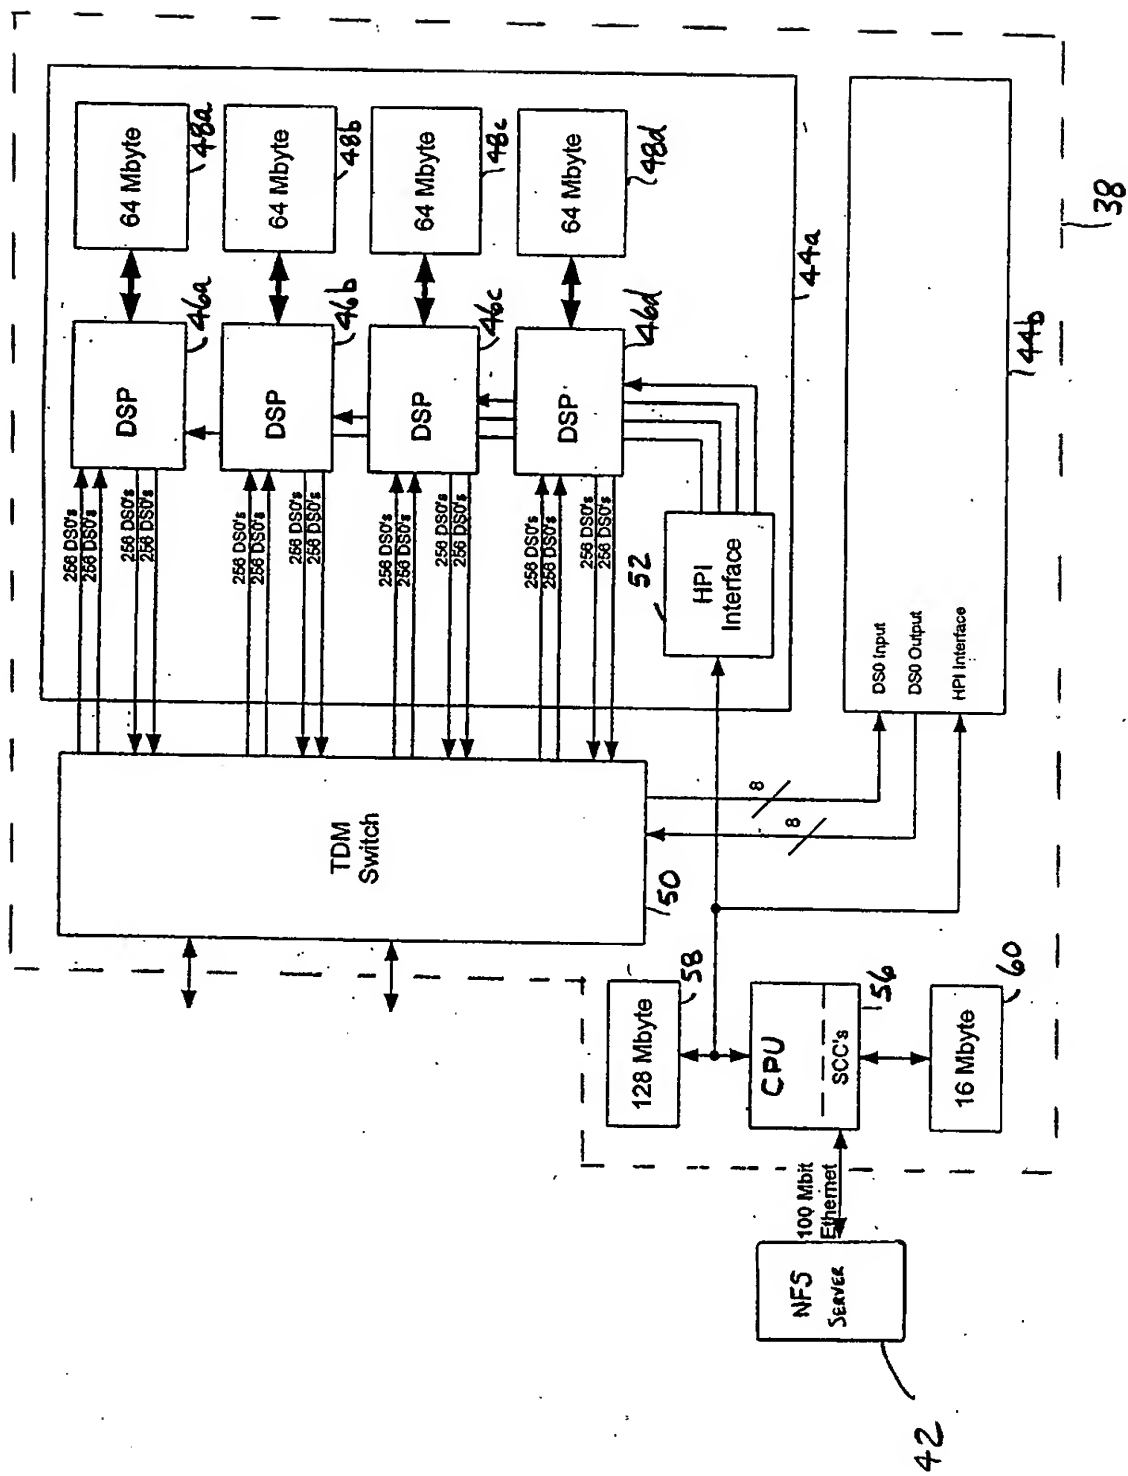 TDM
Switch
50
256 DS0's
256 DS0's
256 DS0's
256 DS0's
DSP
46a
64 Mbyte
48a
256 DS0's
256 DS0's
256 DS0's
256 DS0's
DSP
46b
64 Mbyte
48b
256 DS0's
256 DS0's
256 DS0's
256 DS0's
DSP
46c
64 Mbyte
48c
256 DS0's
256 DS0's
256 DS0's
256 DS0's
DSP
46d
64 Mbyte
48d
52
HPI
Interface
44a
128 Mbyte
58
NFS
SERVER
42
100 Mbit
Ethernet
CPU
SCC's
56
16 Mbyte
60
8
8
DS0 Input
DS0 Output
HPI Interface
44b
38